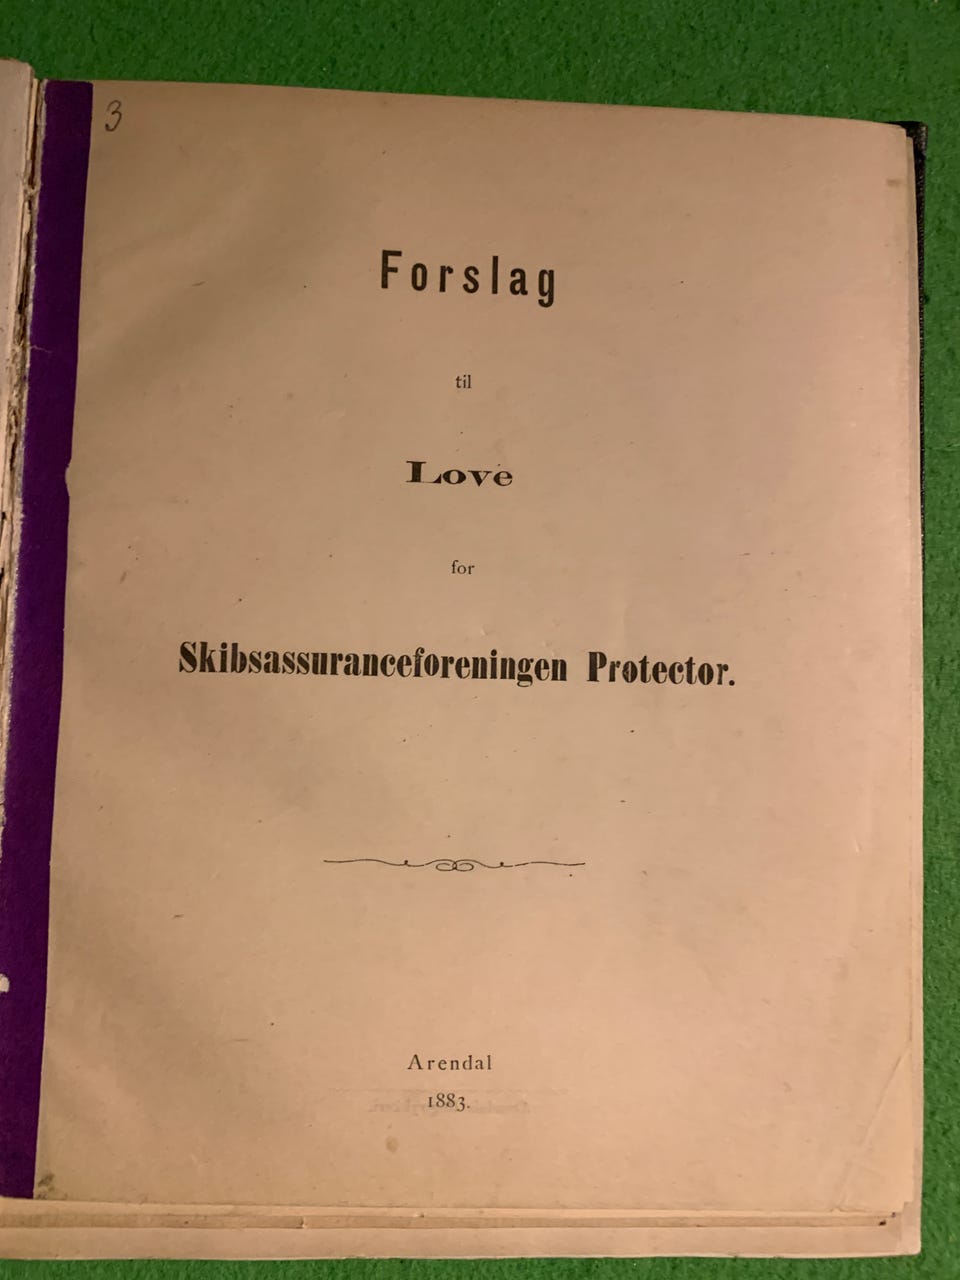 3
Forslag
til
Love
for
Skibsassuranceforeningen Protector.
Arendal
1883.